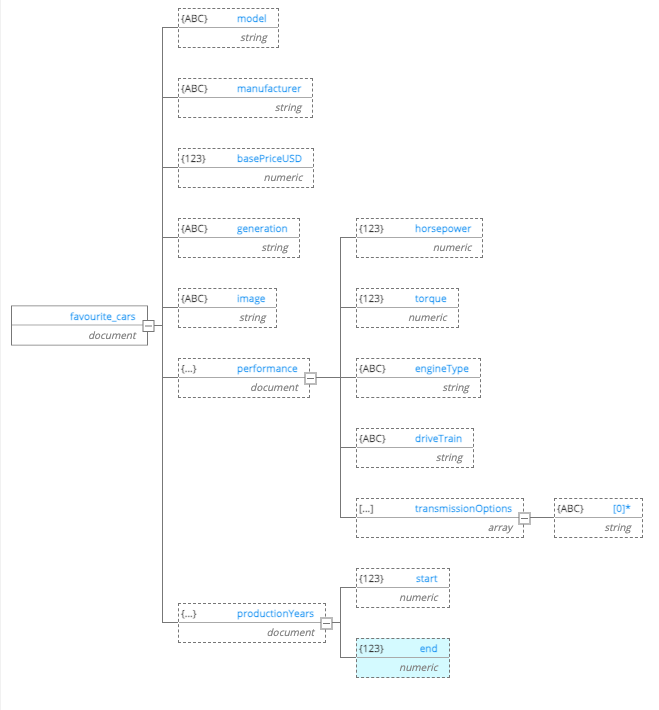 {ABC} model
string
{ABC} manufacturer
string
{123} basePriceUSD
numeric
{ABC} generation
string
{ABC} image
string
favourite_cars
document
{...} performance
document
{123} horsepower
numeric
{123} torque
numeric
{ABC} engineType
string
{ABC} driveTrain
string
[...] transmissionOptions
array
{ABC} [0]*
string
{...} productionYears
document
{123} start
numeric
{123} end
numeric